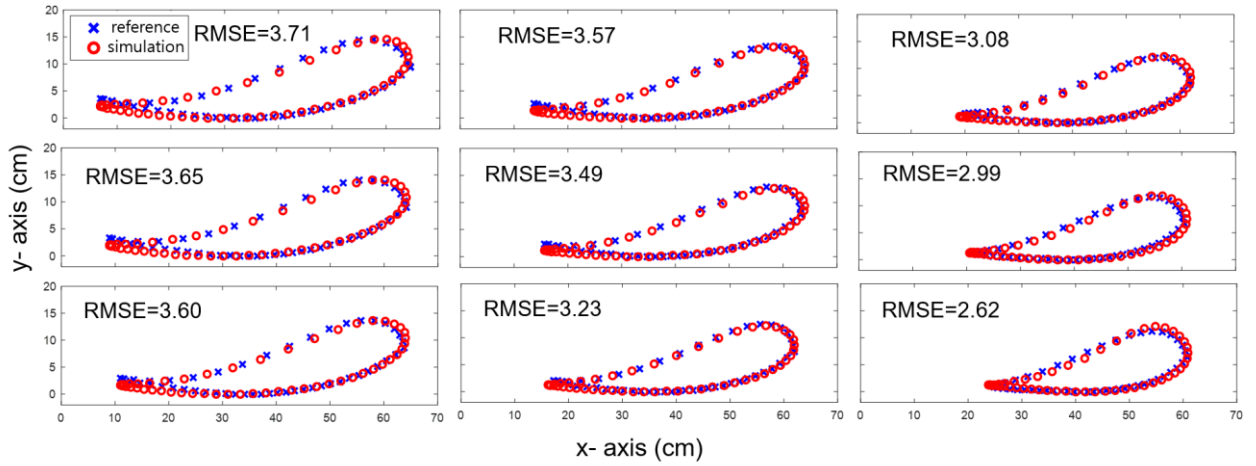 20
15
10
5
0
reference
simulation
RMSE=3.71
RMSE=3.57
RMSE=3.08
20
15
10
5
0
RMSE=3.65
RMSE=3.49
RMSE=2.99
20
15
10
5
0
RMSE=3.60
RMSE=3.23
RMSE=2.62
0 10 20 30 40 50 60 70
0 10 20 30 40 50 60 70
0 10 20 30 40 50 60 70
y- axis (cm)
x- axis (cm)